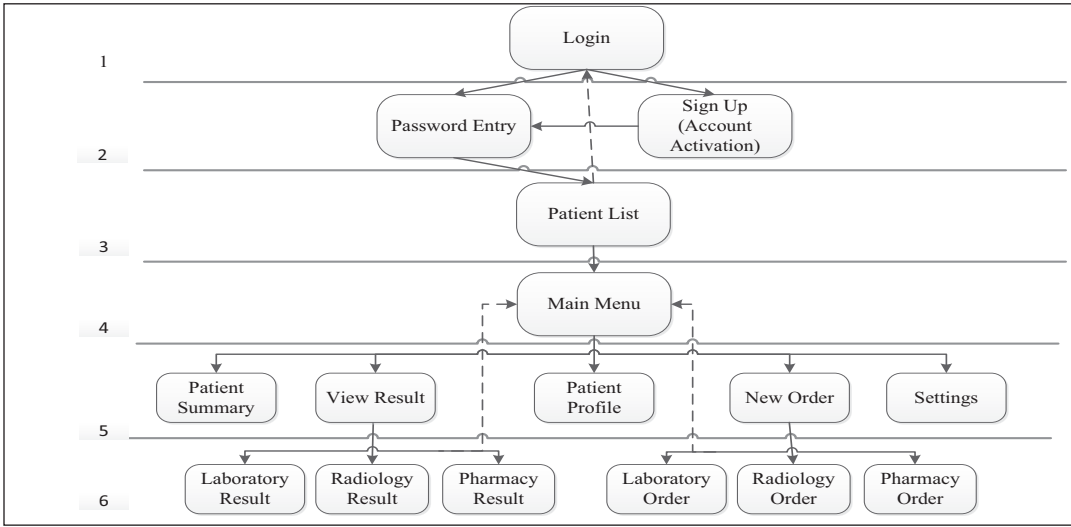 Login
1
Password Entry
Sign Up
(Account
Activation)
2
Patient List
3
Main Menu
4
Patient
Summary
View Result
Patient
Profile
New Order
Settings
5
Laboratory
Result
Radiology
Result
Pharmacy
Result
Laboratory
Order
Radiology
Order
Pharmacy
Order
6